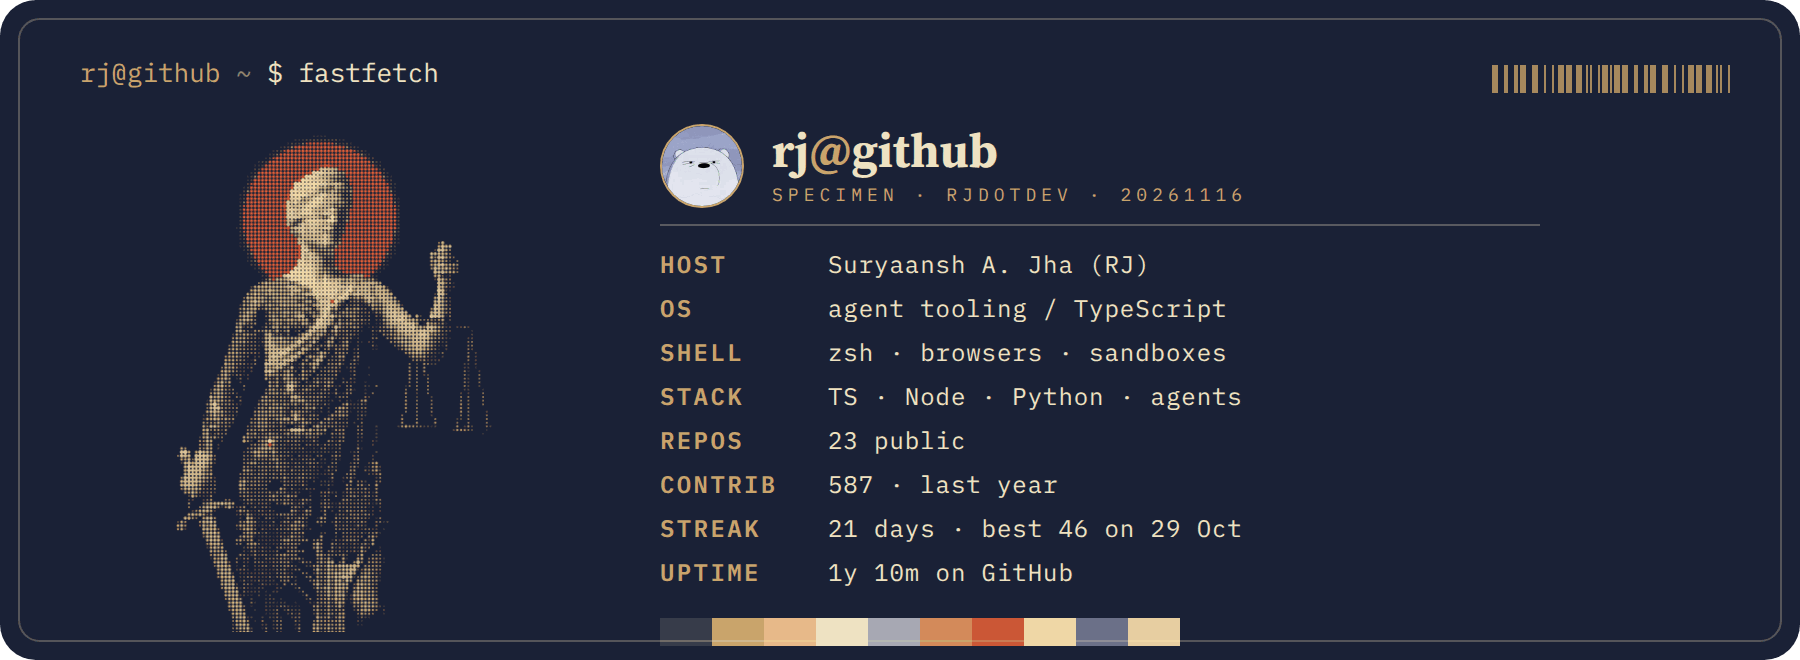 rj@github ~ $ fastfetch
rj@github
SPECIMEN · RJDOTDEV · 20261116
HOST Suryaansh A. Jha (RJ)
OS agent tooling / TypeScript
SHELL zsh · browsers · sandboxes
STACK TS · Node · Python · agents
REPOS 23 public
CONTRIB 587 · last year
STREAK 21 days · best 46 on 29 Oct
UPTIME 1y 10m on GitHub